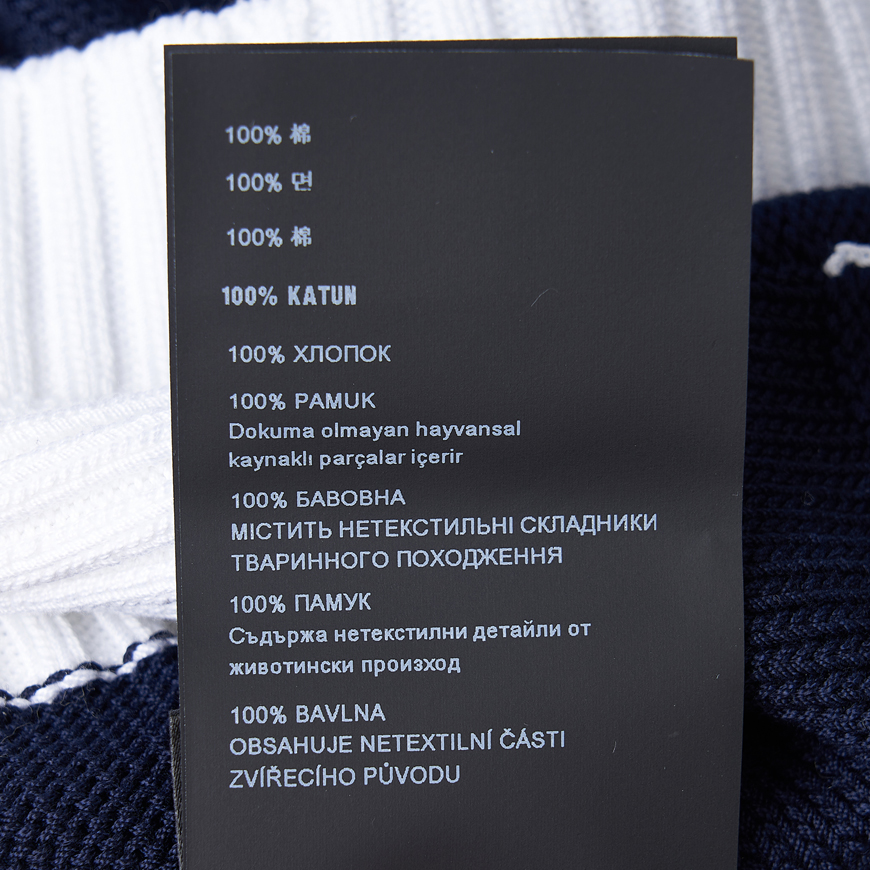 100% 棉
100% 면
100% 棉
100% KATUN
100% ХЛОПОК
100% PAMUK
Dokuma olmayan hayvansal
kaynaklı parçalar içerir
100% БАВОВНА
МІСТИТЬ НЕТЕКСТИЛЬНІ СКЛАДНИКИ
ТВАРИННОГО ПОХОДЖЕННЯ
100% ПАМУК
Съдържа нетекстилни детайли от
животински произход
100% BAVLNA
OBSAHUJE NETEXTILNÍ ČÁSTI
ZVÍŘECÍHO PŮVODU